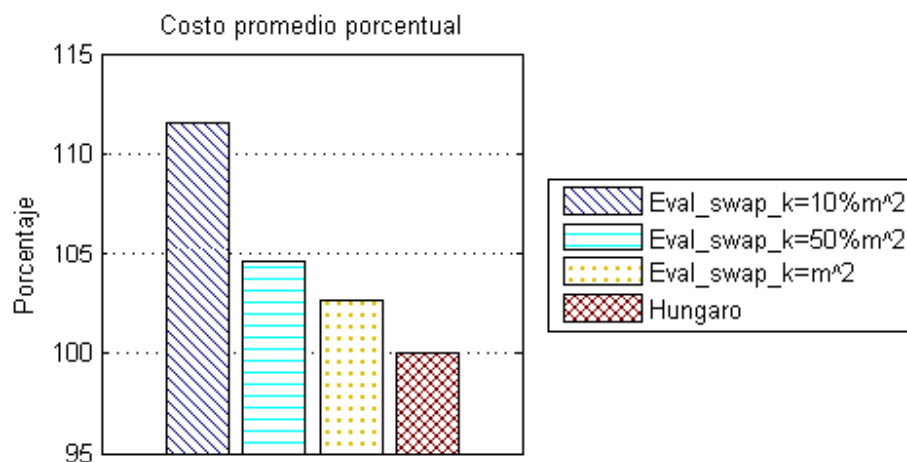 Costo promedio porcentual
115
110
105
100
95
Porcentaje
Eval_swap_k=10%m^2
Eval_swap_k=50%m^2
Eval_swap_k=m^2
Hungaro